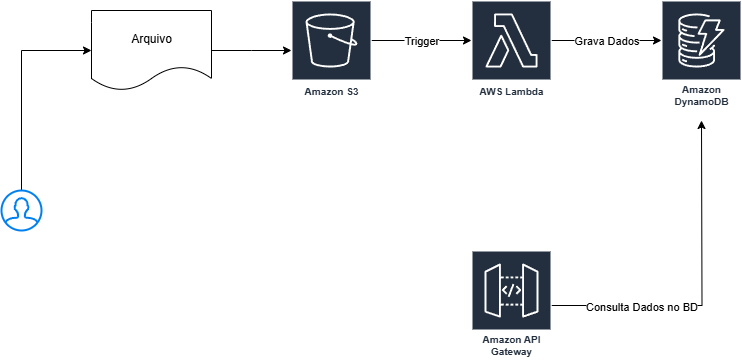 Arquivo
Trigger
Grava Dados
Amazon S3
AWS Lambda
Amazon
DynamoDB
Consulta Dados no BD
Amazon API
Gateway